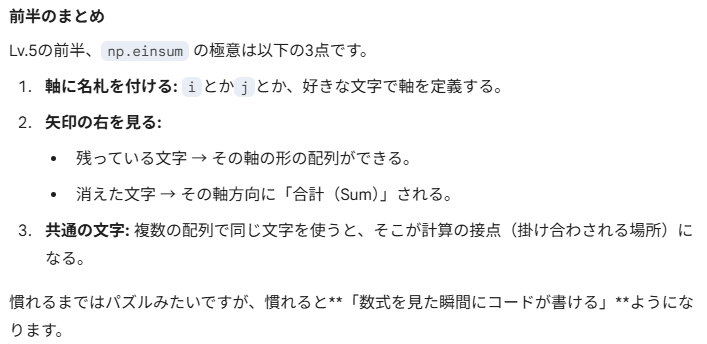 前半のまとめ
Lv.5の前半、 np.einsum の極意は以下の3点です。
1. 軸に名札を付ける: i とか j とか、好きな文字で軸を定義する。
2. 矢印の右を見る:
• 残っている文字 → その軸の形の配列ができる。
• 消えた文字 → その軸方向に「合計（Sum）」される。
3. 共通の文字: 複数の配列で同じ文字を使うと、そこが計算の接点（掛け合わされる場所）に
なる。
慣れるまではパズルみたいですが、慣れると**「数式を見た瞬間にコードが書ける」**ようにな
ります。